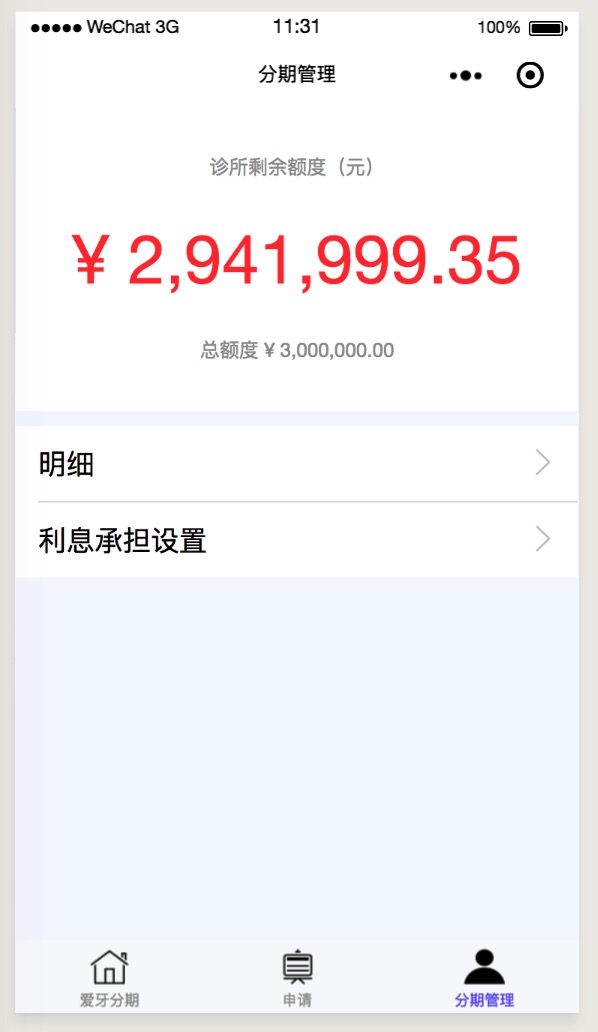 ●●●●● WeChat 3G 11:31 100%
分期管理
诊所剩余额度（元）
¥ 2,941,999.35
总额度 ¥ 3,000,000.00
明细
利息承担设置
爱牙分期 申请 分期管理